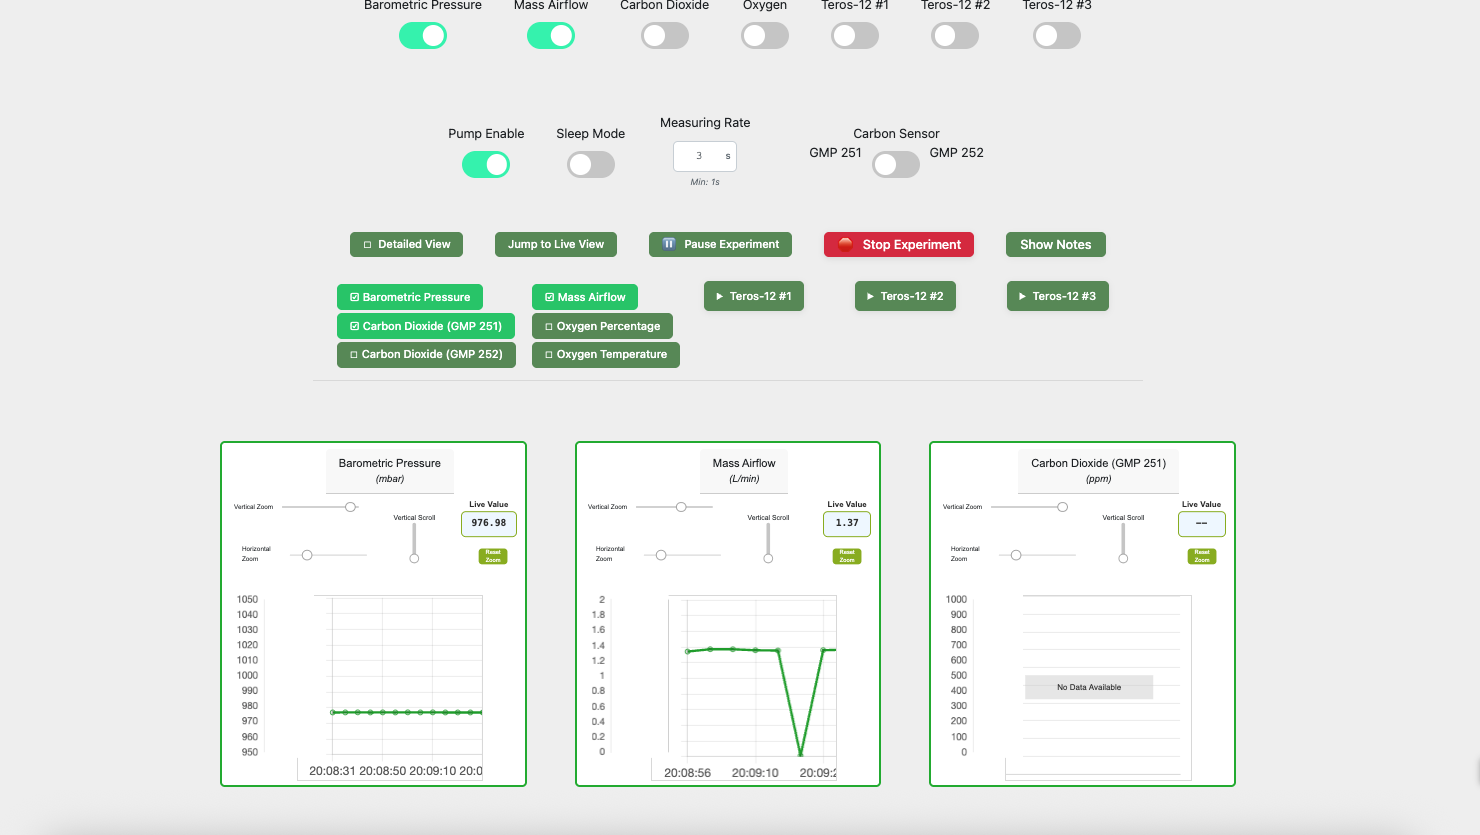 Barometric Pressure Mass Airflow Carbon Dioxide Oxygen Teros-12 #1 Teros-12 #2 Teros-12 #3
Pump Enable Sleep Mode Measuring Rate Carbon Sensor
GMP 251 GMP 252
3 s
Min: 1s
Detailed View Jump to Live View Pause Experiment Stop Experiment Show Notes
Barometric Pressure Mass Airflow Teros-12 #1 Teros-12 #2 Teros-12 #3
Carbon Dioxide (GMP 251) Oxygen Percentage
Carbon Dioxide (GMP 252) Oxygen Temperature
Barometric Pressure
(mbar)
Vertical Zoom
Live Value
976.98
Vertical Scroll
Horizontal
Zoom
Reset
Zoom
1050
1040
1030
1020
1010
1000
990
980
970
960
950
20:08:31 20:08:50 20:09:10 20:0
Mass Airflow
(L/min)
Vertical Zoom
Live Value
1.37
Vertical Scroll
Horizontal
Zoom
Reset
Zoom
2
1.8
1.6
1.4
1.2
1
0.8
0.6
0.4
0.2
0
20:08:56 20:09:10 20:09:2
Carbon Dioxide (GMP 251)
(ppm)
Vertical Zoom
Live Value
––
Vertical Scroll
Horizontal
Zoom
Reset
Zoom
1000
900
800
700
600
500
400
300
200
100
0
No Data Available